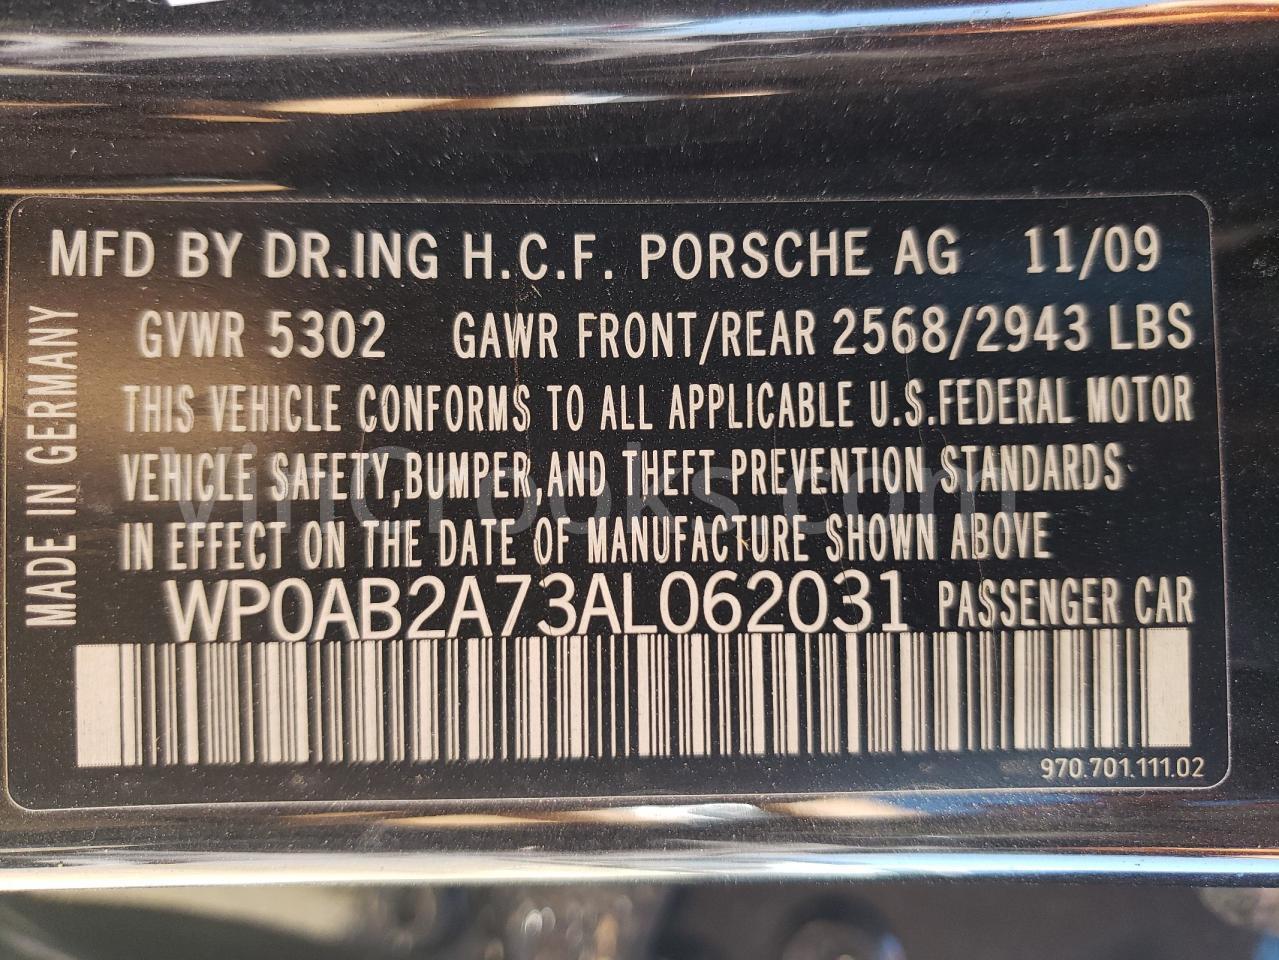 MFD BY DR.ING H.C.F. PORSCHE AG 11/09
GVWR 5302 GAWR FRONT/REAR 2568/2943 LBS
THIS VEHICLE CONFORMS TO ALL APPLICABLE U.S.FEDERAL MOTOR
VEHICLE SAFETY,BUMPER,AND THEFT PREVENTION STANDARDS
IN EFFECT ON THE DATE OF MANUFACTURE SHOWN ABOVE
WP0AB2A73AL062031 PASSENGER CAR
970.701.111.02
MADE IN GERMANY
VinCrooks.com